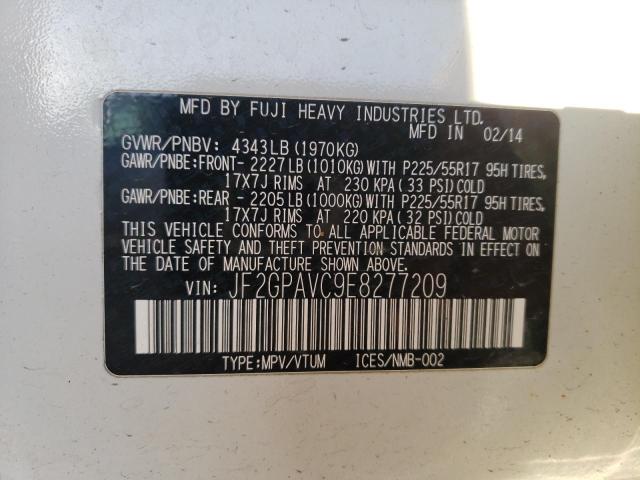 MFD BY FUJI HEAVY INDUSTRIES LTD.
MFD IN 02/14
GVWR/PNBV: 4343LB(1970KG)
GAWR/PNBE:FRONT- 2227LB(1010KG)WITH P225/55R17 95H TIRES,
17X7J RIMS AT 230 KPA( 33 PSI)COLD
GAWR/PNBE:REAR - 2205LB(1000KG)WITH P225/55R17 95H TIRES,
17X7J RIMS AT 220 KPA( 32 PSI)COLD
THIS VEHICLE CONFORMS TO ALL APPLICABLE FEDERAL MOTOR
VEHICLE SAFETY AND THEFT PREVENTION STANDARDS IN EFFECT ON
THE DATE OF MANUFACTURE SHOWN ABOVE.
VIN: JF2GPAVC9E8277209
TYPE:MPV/VTUM ICES/NMB-002